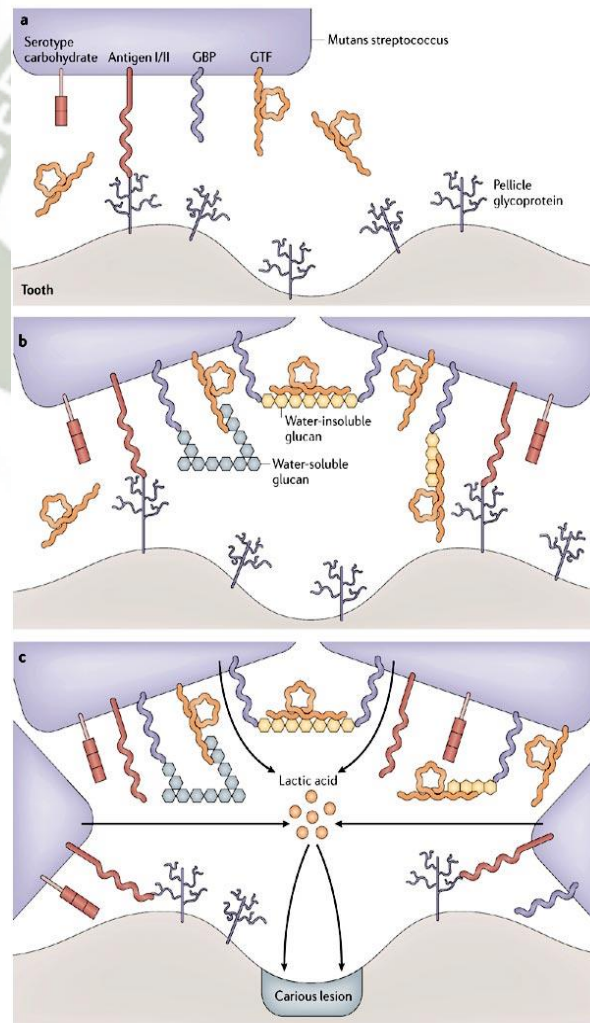 a
Serotype
carbohydrate
Antigen I/II
GBP
GTF
Mutans streptococcus
Pellicle
glycoprotein
Tooth
b
Water-insoluble
glucan
Water-soluble
glucan
c
Lactic acid
Carious lesion